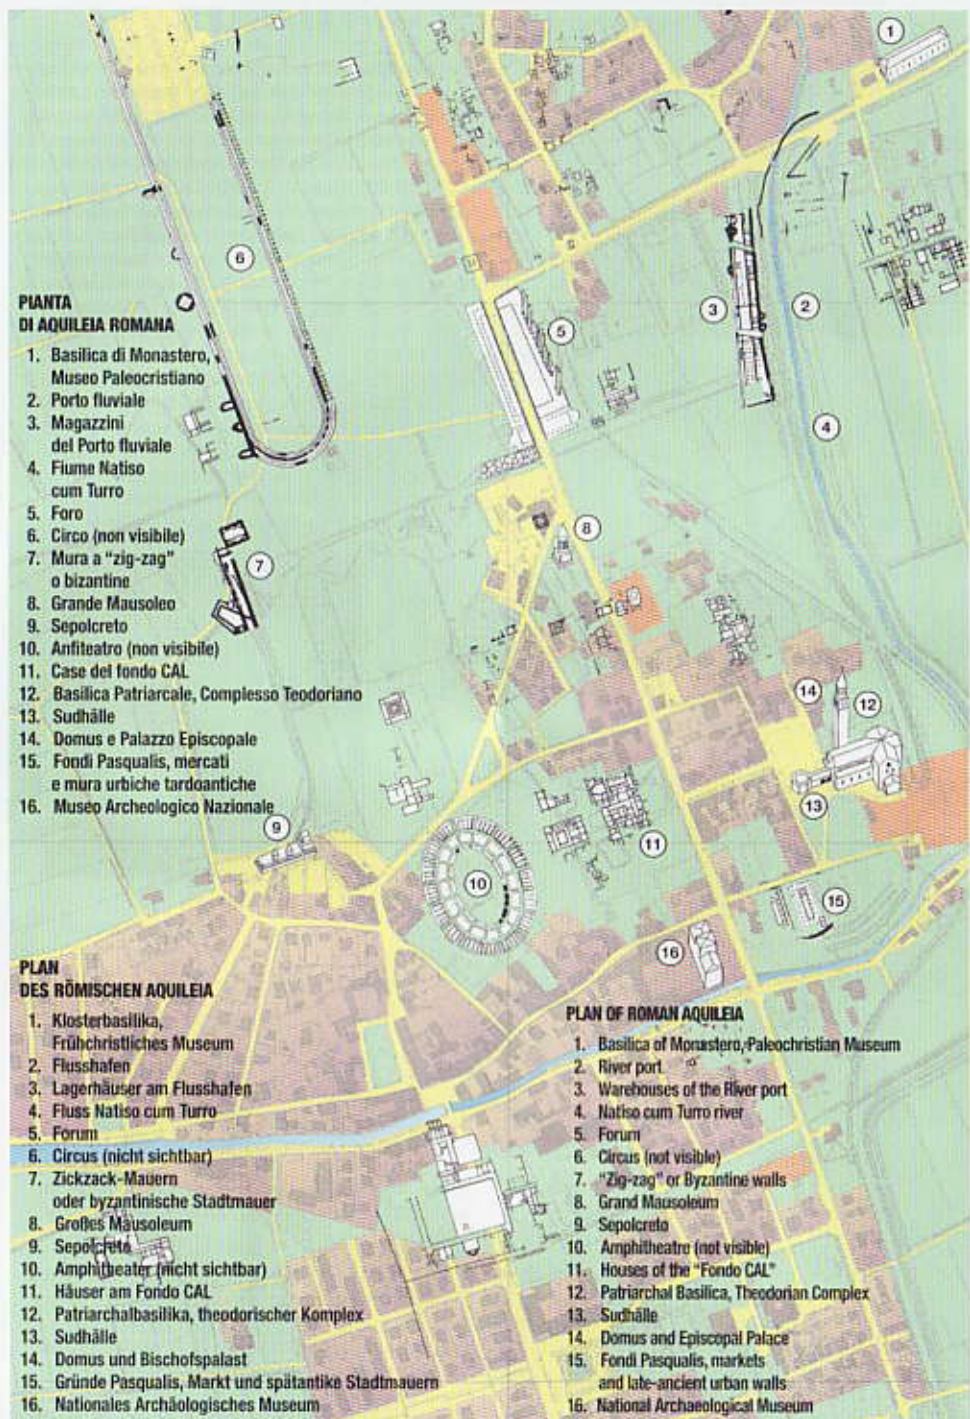 PIANTA
DI AQUILEIA ROMANA
1. Basilica di Monastero,
Museo Paleocristiano
2. Porto fluviale
3. Magazzini
del Porto fluviale
4. Fiume Natiso
cum Turro
5. Foro
6. Circo (non visibile)
7. Mura a “zig-zag”
o bizantine
8. Grande Mausoleo
9. Sepolcreto
10. Anfiteatro (non visibile)
11. Case del fondo CAL
12. Basilica Patriarcale, Complesso Teodoriano
13. Sudhälle
14. Domus e Palazzo Episcopale
15. Fondi Pasqualis, mercati
e mura urbiche tardoantiche
16. Museo Archeologico Nazionale
PLAN
DES RÖMISCHEN AQUILEIA
1. Klosterbasilika,
Frühchristliches Museum
2. Flusshafen
3. Lagerhäuser am Flusshafen
4. Fluss Natiso cum Turro
5. Forum
6. Circus (nicht sichtbar)
7. Zickzack-Mauern
oder byzantinische Stadtmauer
8. Großes Mausoleum
9. Sepolcreto
10. Amphitheater (nicht sichtbar)
11. Häuser am Fondo CAL
12. Patriarchalbasilika, theodorischer Komplex
13. Sudhälle
14. Domus und Bischofspalast
15. Gründe Pasqualis, Markt und spätantike Stadtmauern
16. Nationales Archäologisches Museum
PLAN OF ROMAN AQUILEIA
1. Basilica of Monastero, Paleochristian Museum
2. River port
3. Warehouses of the River port
4. Natiso cum Turro river
5. Forum
6. Circus (not visible)
7. “Zig-zag” or Byzantine walls
8. Grand Mausoleum
9. Sepolcreto
10. Amphitheatre (not visible)
11. Houses of the “Fondo CAL”
12. Patriarchal Basilica, Theodorian Complex
13. Sudhälle
14. Domus and Episcopal Palace
15. Fondi Pasqualis, markets
and late-ancient urban walls
16. National Archaeological Museum
1
6
3
2
5
4
8
7
14
12
13
9
11
10
15
16